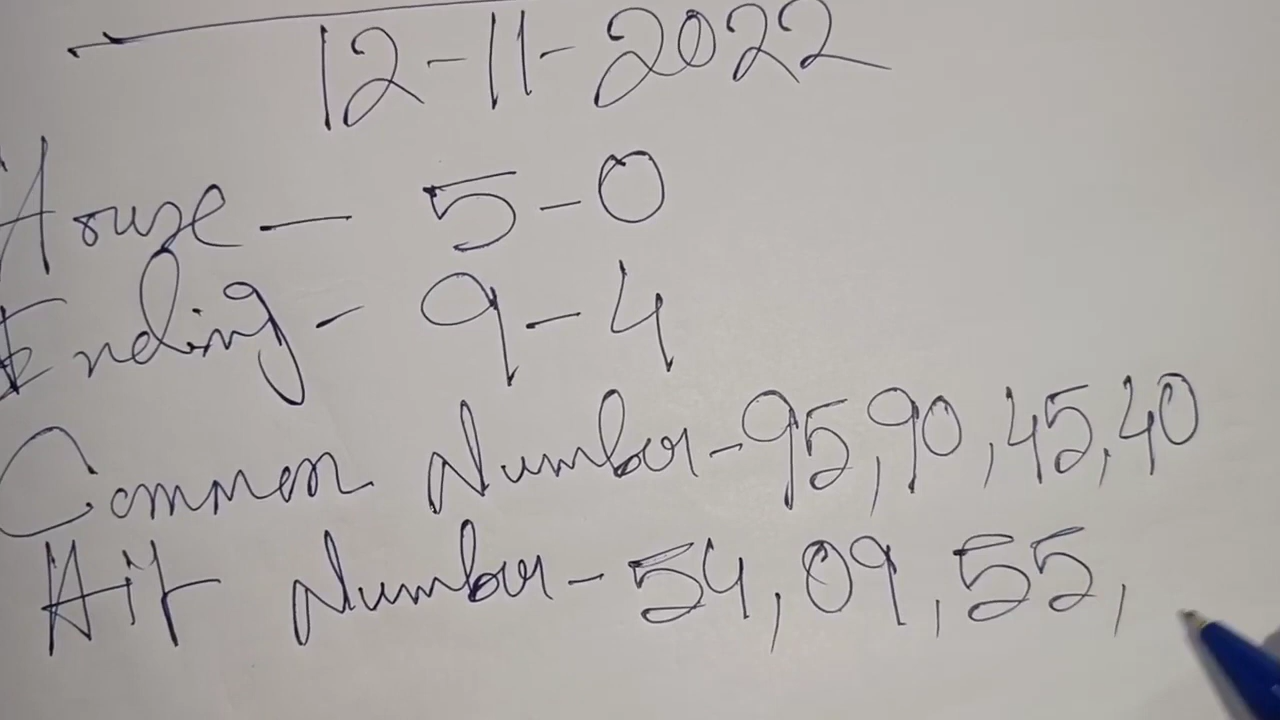 12-11-2022
House - 5-0
Ending - 9-4
Common Number - 95, 90, 45, 40
Hit Number - 54, 09, 55,